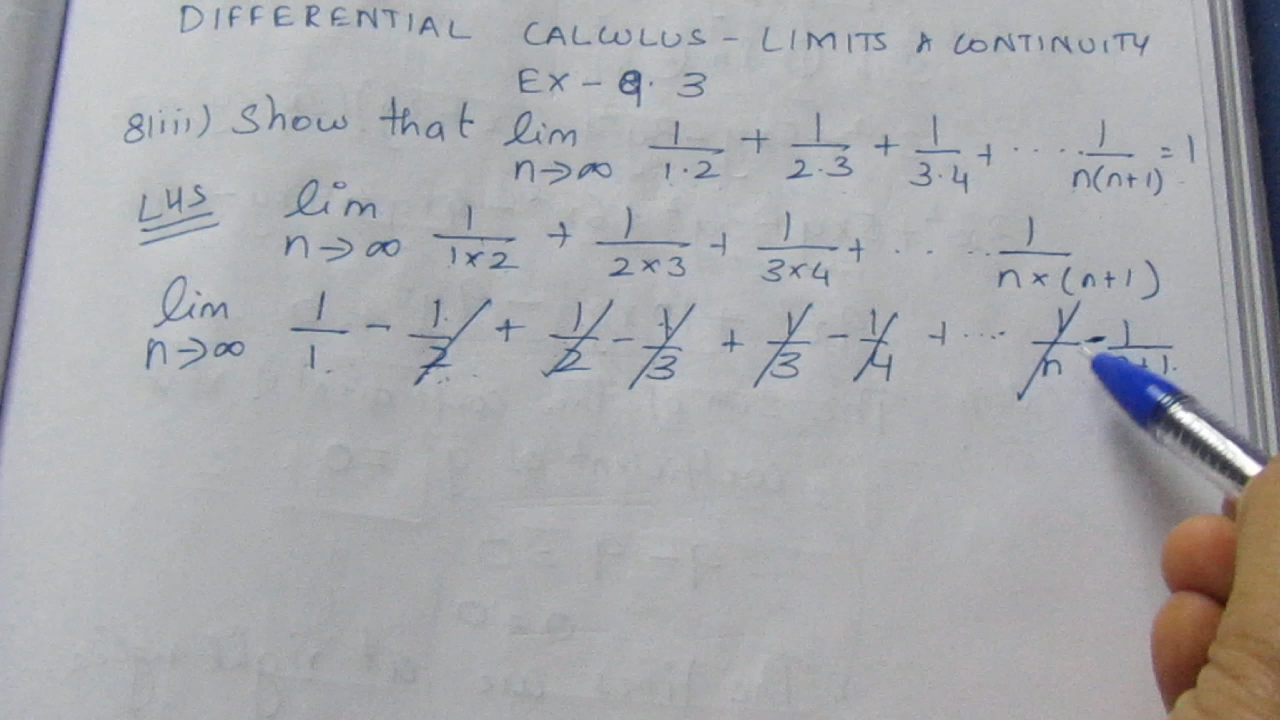 DIFFERENTIAL CALCULUS - LIMITS & CONTINUITY
EX - 9.3
8)iii) Show that lim n→∞ 1/1·2 + 1/2·3 + 1/3·4 + ····· 1/n(n+1) = 1
LHS lim n→∞ 1/1×2 + 1/2×3 + 1/3×4 + ···· 1/n×(n+1)
lim n→∞ 1/1 - 1/2 + 1/2 - 1/3 + 1/3 - 1/4 + ··· 1/n - 1/n+1